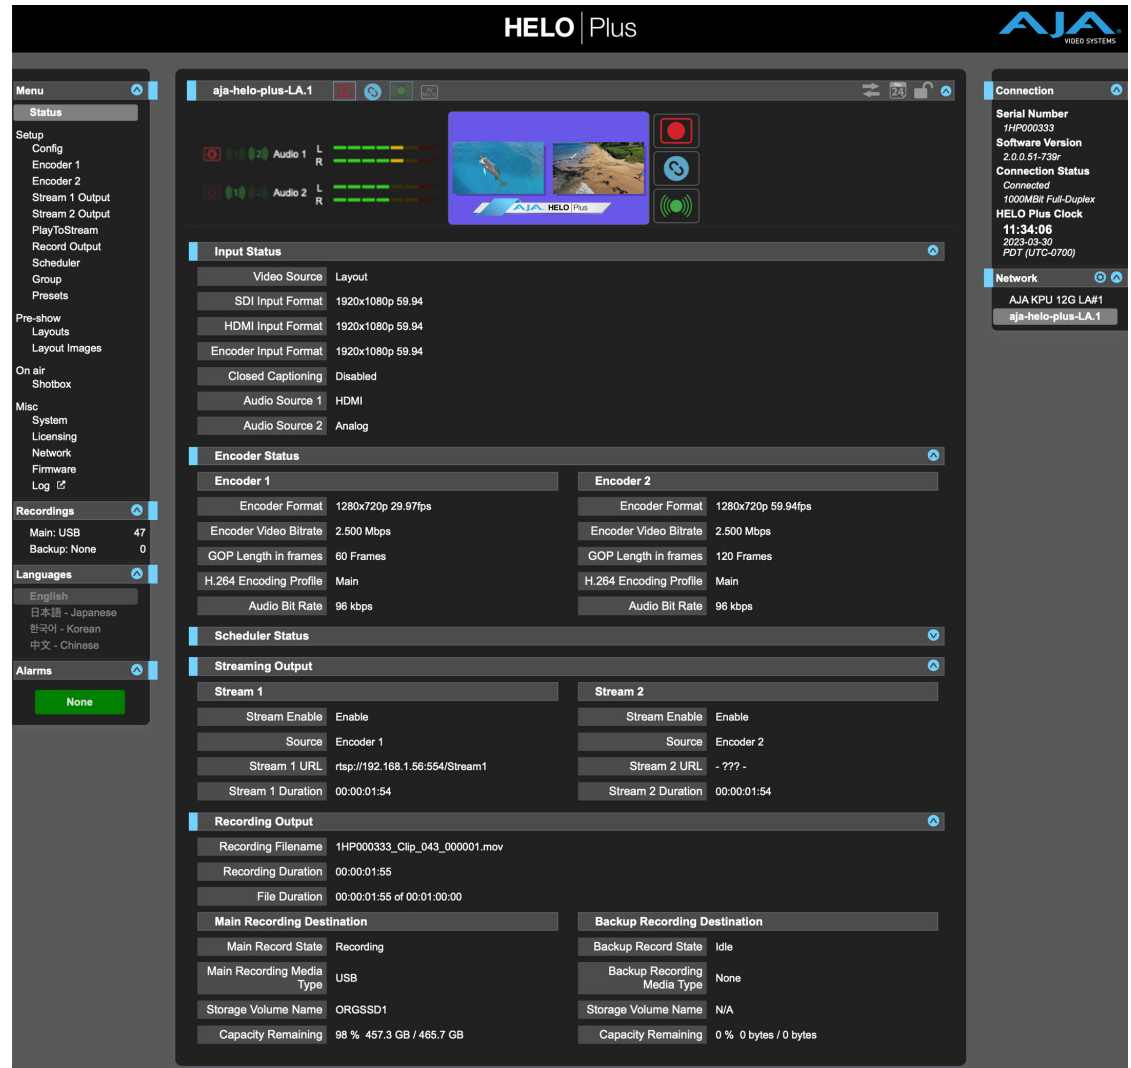 HELO | Plus
AJA
VIDEO SYSTEMS
Menu
Status
Setup
Config
Encoder 1
Encoder 2
Stream 1 Output
Stream 2 Output
PlayToStream
Record Output
Scheduler
Group
Presets
Pre-show
Layouts
Layout Images
On air
Shotbox
Misc
System
Licensing
Network
Firmware
Log
Recordings
Main: USB 47
Backup: None 0
Languages
English
日本語 - Japanese
한국어 - Korean
中文 - Chinese
Alarms
None
aja-helo-plus-LA.1
AV MUTE
24
1 2 Audio 1 L
R
1 2 Audio 2 L
R
AJA HELO | Plus
Input Status
Video Source Layout
SDI Input Format 1920x1080p 59.94
HDMI Input Format 1920x1080p 59.94
Encoder Input Format 1920x1080p 59.94
Closed Captioning Disabled
Audio Source 1 HDMI
Audio Source 2 Analog
Encoder Status
Encoder 1
Encoder Format 1280x720p 29.97fps
Encoder Video Bitrate 2.500 Mbps
GOP Length in frames 60 Frames
H.264 Encoding Profile Main
Audio Bit Rate 96 kbps
Encoder 2
Encoder Format 1280x720p 59.94fps
Encoder Video Bitrate 2.500 Mbps
GOP Length in frames 120 Frames
H.264 Encoding Profile Main
Audio Bit Rate 96 kbps
Scheduler Status
Streaming Output
Stream 1
Stream Enable Enable
Source Encoder 1
Stream 1 URL rtsp://192.168.1.56:554/Stream1
Stream 1 Duration 00:00:01:54
Stream 2
Stream Enable Enable
Source Encoder 2
Stream 2 URL - ??? -
Stream 2 Duration 00:00:01:54
Recording Output
Recording Filename 1HP000333_Clip_043_000001.mov
Recording Duration 00:00:01:55
File Duration 00:00:01:55 of 00:01:00:00
Main Recording Destination
Main Record State Recording
Main Recording Media
Type USB
Storage Volume Name ORGSSD1
Capacity Remaining 98 % 457.3 GB / 465.7 GB
Backup Recording Destination
Backup Record State Idle
Backup Recording
Media Type None
Storage Volume Name N/A
Capacity Remaining 0 % 0 bytes / 0 bytes
Connection
Serial Number
1HP000333
Software Version
2.0.0.51-739r
Connection Status
Connected
1000MBit Full-Duplex
HELO Plus Clock
11:34:06
2023-03-30
PDT (UTC-0700)
Network
AJA KPU 12G LA#1
aja-helo-plus-LA.1